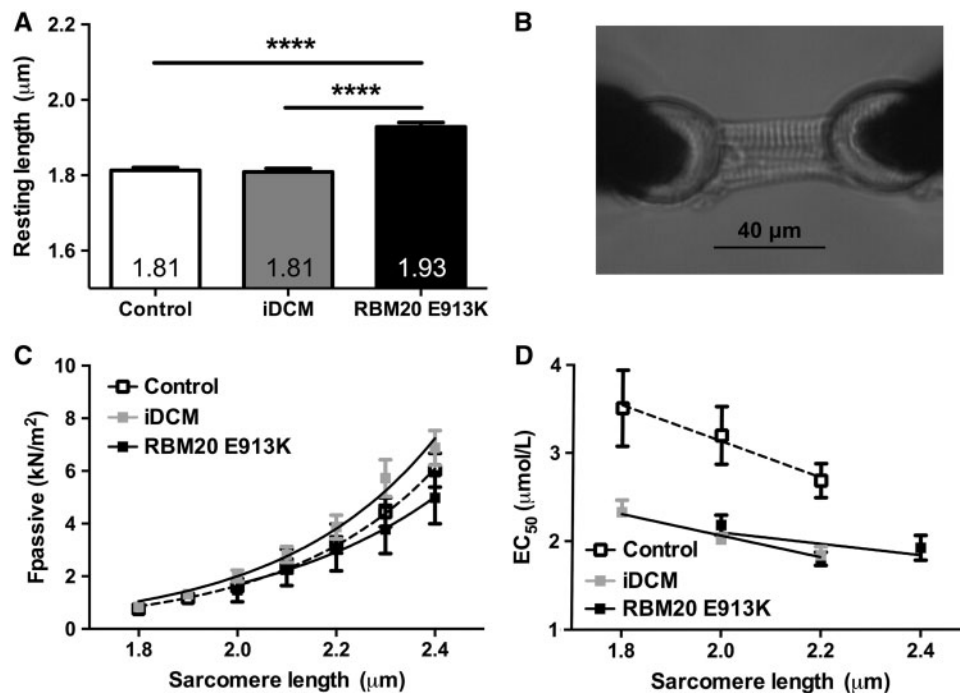 A
Resting length (μm)
2.2
2.0
1.8
1.6
****
****
1.81
1.81
1.93
Control
iDCM
RBM20 E913K
B
40 μm
C
Fpassive (kN/m²)
10
8
6
4
2
0
Control
iDCM
RBM20 E913K
1.8
2.0
2.2
2.4
Sarcomere length (μm)
D
EC₅₀ (μmol/L)
4
3
2
1
Control
iDCM
RBM20 E913K
1.8
2.0
2.2
2.4
Sarcomere length (μm)